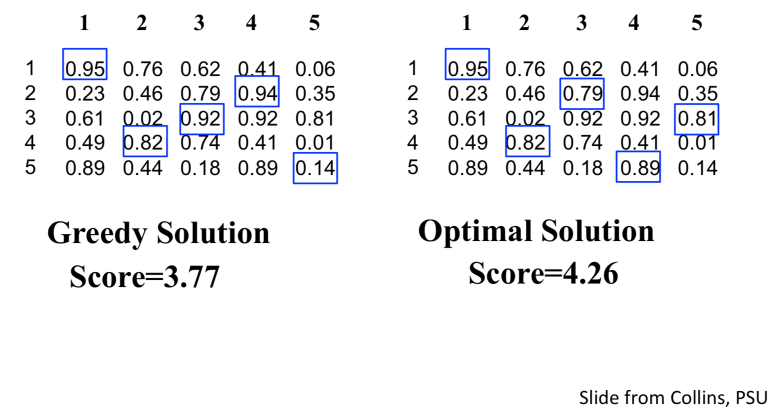 1 2 3 4 5
1 0.95 0.76 0.62 0.41 0.06
2 0.23 0.46 0.79 0.94 0.35
3 0.61 0.02 0.92 0.92 0.81
4 0.49 0.82 0.74 0.41 0.01
5 0.89 0.44 0.18 0.89 0.14
Greedy Solution
Score=3.77
1 2 3 4 5
1 0.95 0.76 0.62 0.41 0.06
2 0.23 0.46 0.79 0.94 0.35
3 0.61 0.02 0.92 0.92 0.81
4 0.49 0.82 0.74 0.41 0.01
5 0.89 0.44 0.18 0.89 0.14
Optimal Solution
Score=4.26
Slide from Collins, PSU